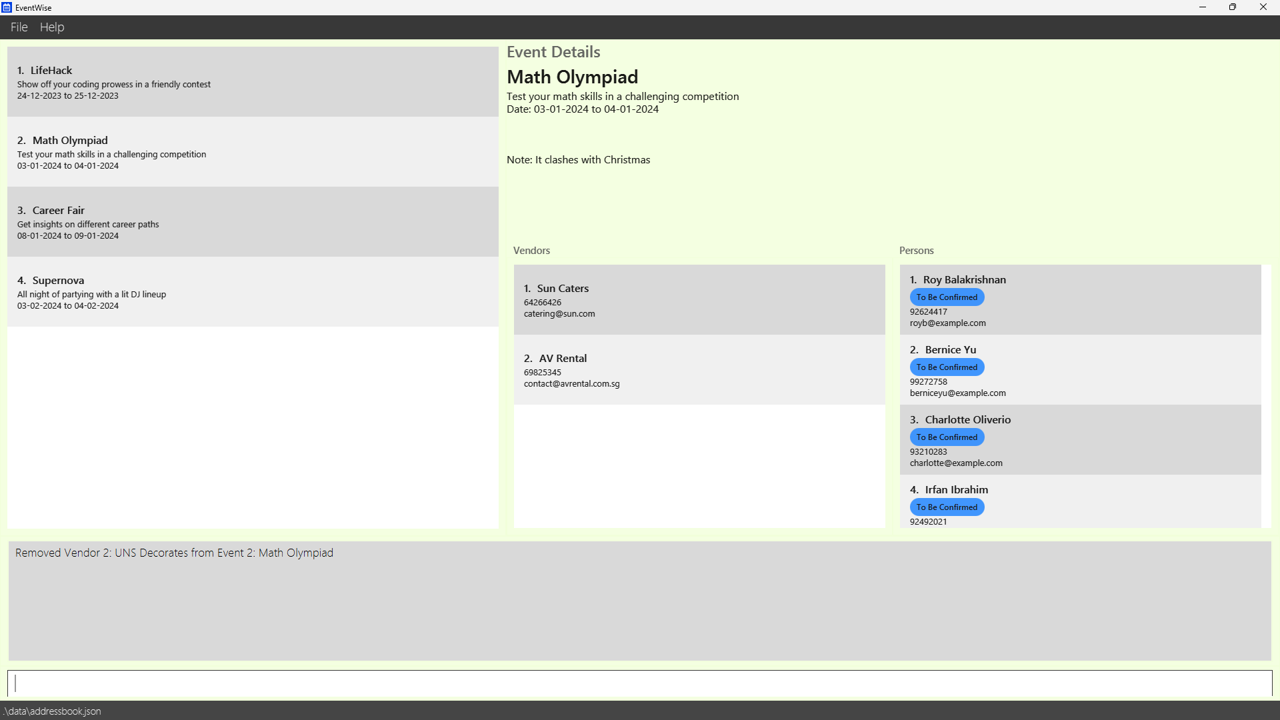 EventWise
File Help
1. LifeHack
Show off your coding prowess in a friendly contest
24-12-2023 to 25-12-2023
2. Math Olympiad
Test your math skills in a challenging competition
03-01-2024 to 04-01-2024
3. Career Fair
Get insights on different career paths
08-01-2024 to 09-01-2024
4. Supernova
All night of partying with a lit DJ lineup
03-02-2024 to 04-02-2024
Event Details
Math Olympiad
Test your math skills in a challenging competition
Date: 03-01-2024 to 04-01-2024
Note: It clashes with Christmas
Vendors
1. Sun Caters
64266426
catering@sun.com
2. AV Rental
69825345
contact@avrental.com.sg
Persons
1. Roy Balakrishnan
To Be Confirmed
92624417
royb@example.com
2. Bernice Yu
To Be Confirmed
99272758
berniceyu@example.com
3. Charlotte Oliverio
To Be Confirmed
93210283
charlotte@example.com
4. Irfan Ibrahim
To Be Confirmed
92492021
Removed Vendor 2: UNS Decorates from Event 2: Math Olympiad
.\data\addressbook.json